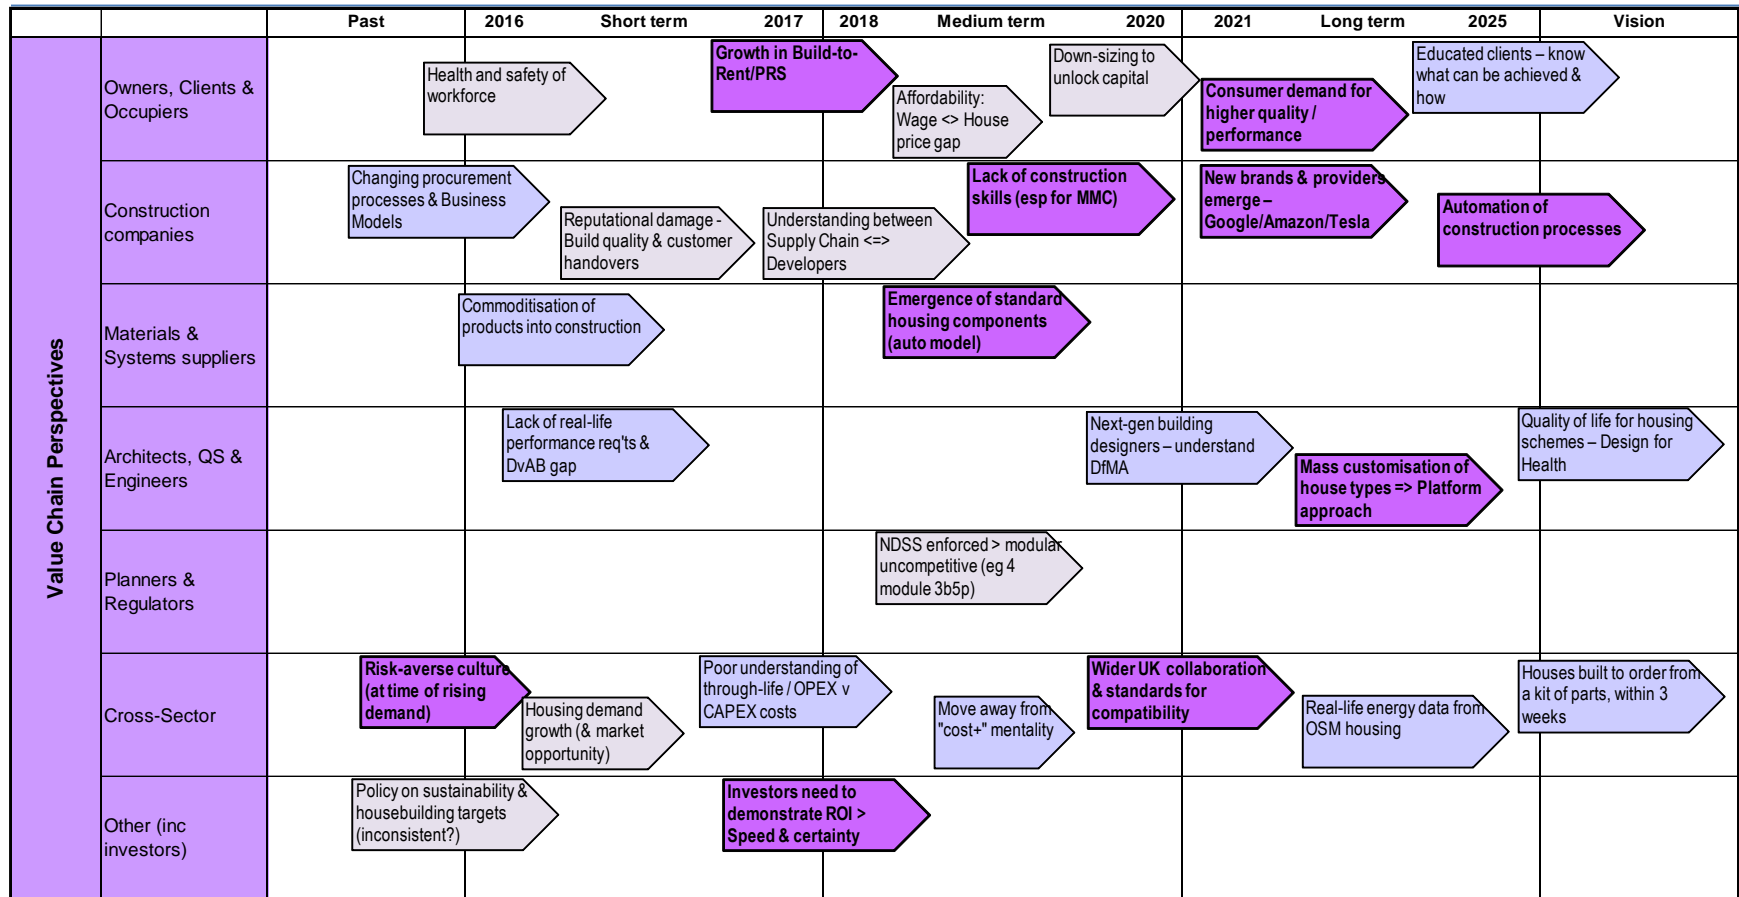 Past
2016
Short term
2017
2018
Medium term
2020
2021
Long term
2025
Vision
Value Chain Perspectives
Owners, Clients &
Occupiers
Health and safety of
workforce
Growth in Build-to-
Rent/PRS
Affordability:
Wage <> House
price gap
Down-sizing to
unlock capital
Consumer demand for
higher quality /
performance
Educated clients – know
what can be achieved &
how
Construction
companies
Changing procurement
processes & Business
Models
Reputational damage -
Build quality & customer
handovers
Understanding between
Supply Chain <=>
Developers
Lack of construction
skills (esp for MMC)
New brands & providers
emerge –
Google/Amazon/Tesla
Automation of
construction processes
Materials &
Systems suppliers
Commoditisation of
products into construction
Emergence of standard
housing components
(auto model)
Architects, QS &
Engineers
Lack of real-life
performance req'ts &
DvAB gap
Next-gen building
designers – understand
DfMA
Mass customisation of
house types => Platform
approach
Quality of life for housing
schemes – Design for
Health
Planners &
Regulators
NDSS enforced > modular
uncompetitive (eg 4
module 3b5p)
Cross-Sector
Risk-averse culture
(at time of rising
demand)
Housing demand
growth (& market
opportunity)
Poor understanding of
through-life / OPEX v
CAPEX costs
Move away from
"cost+" mentality
Wider UK collaboration
& standards for
compatibility
Real-life energy data from
OSM housing
Houses built to order from
a kit of parts, within 3
weeks
Other (inc
investors)
Policy on sustainability &
housebuilding targets
(inconsistent?)
Investors need to
demonstrate ROI >
Speed & certainty